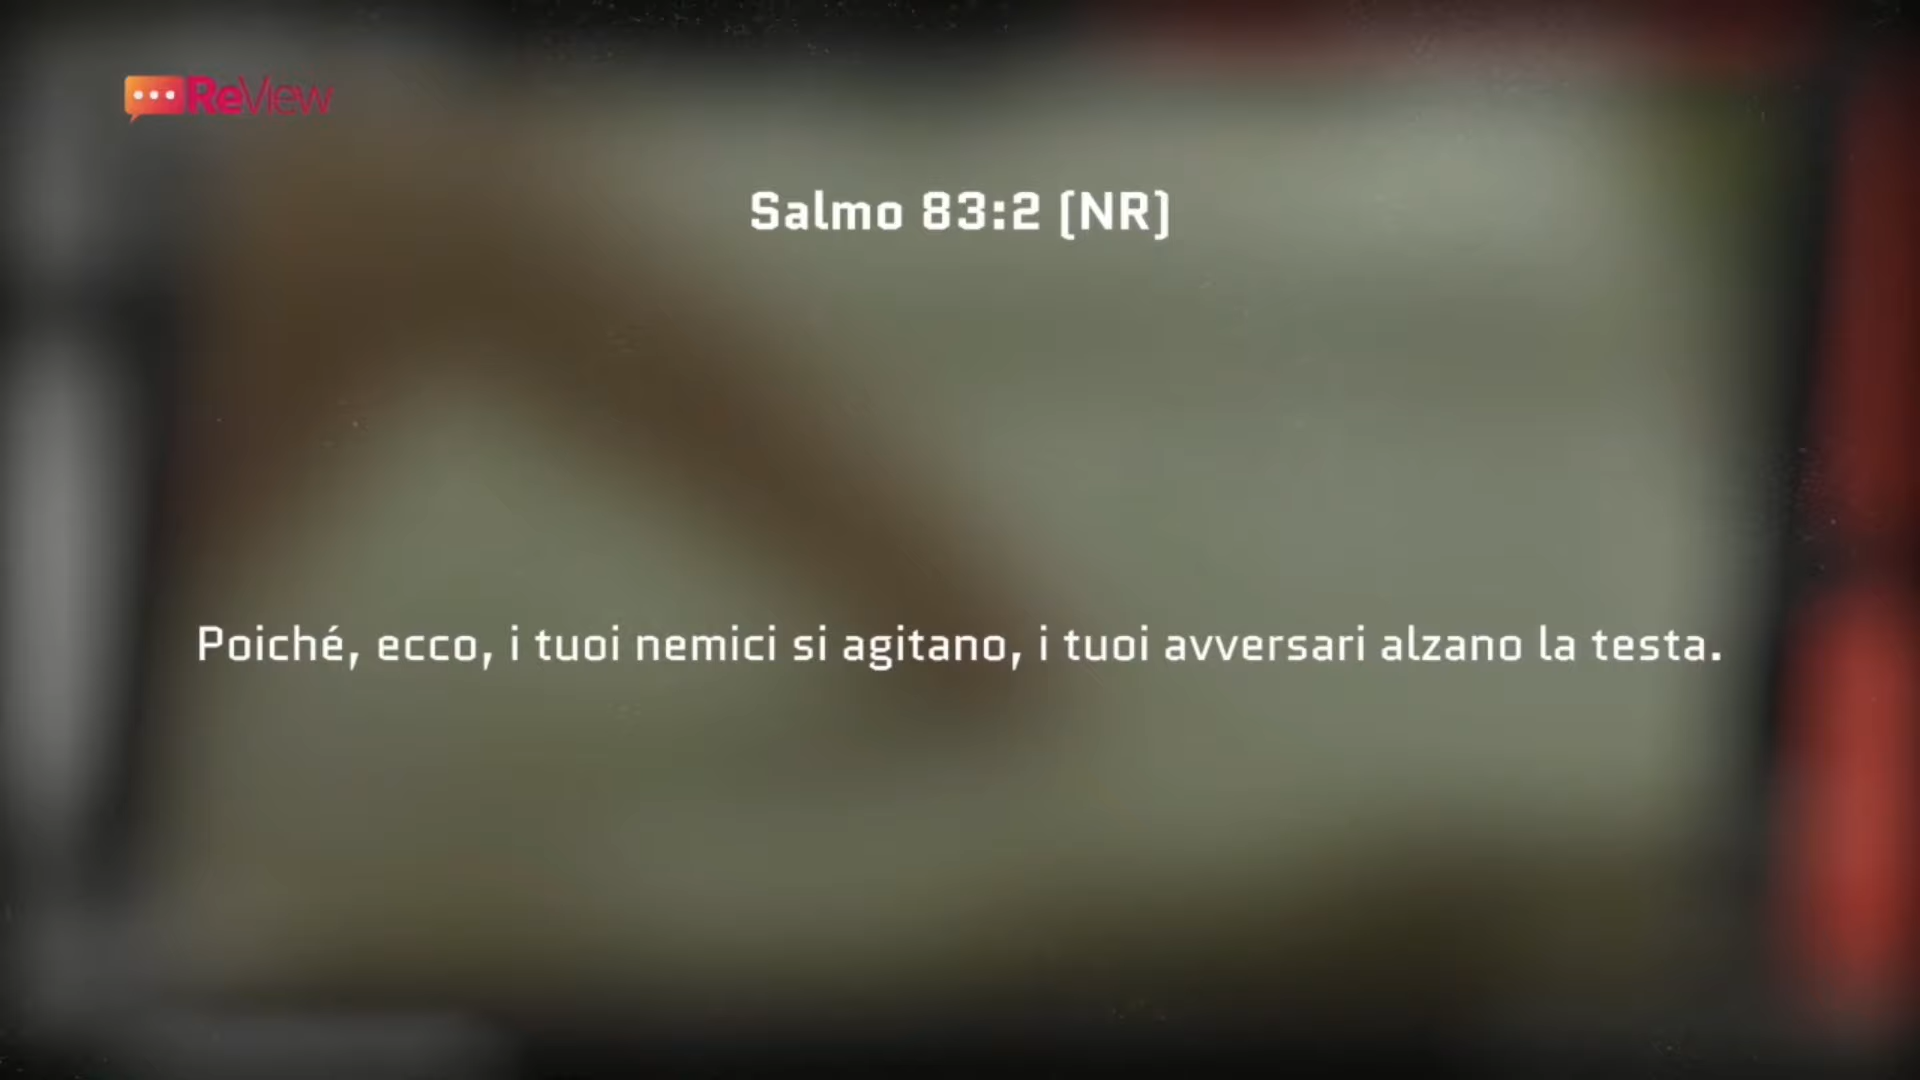 ReView
Salmo 83:2 (NR)
Poiché, ecco, i tuoi nemici si agitano, i tuoi avversari alzano la testa.